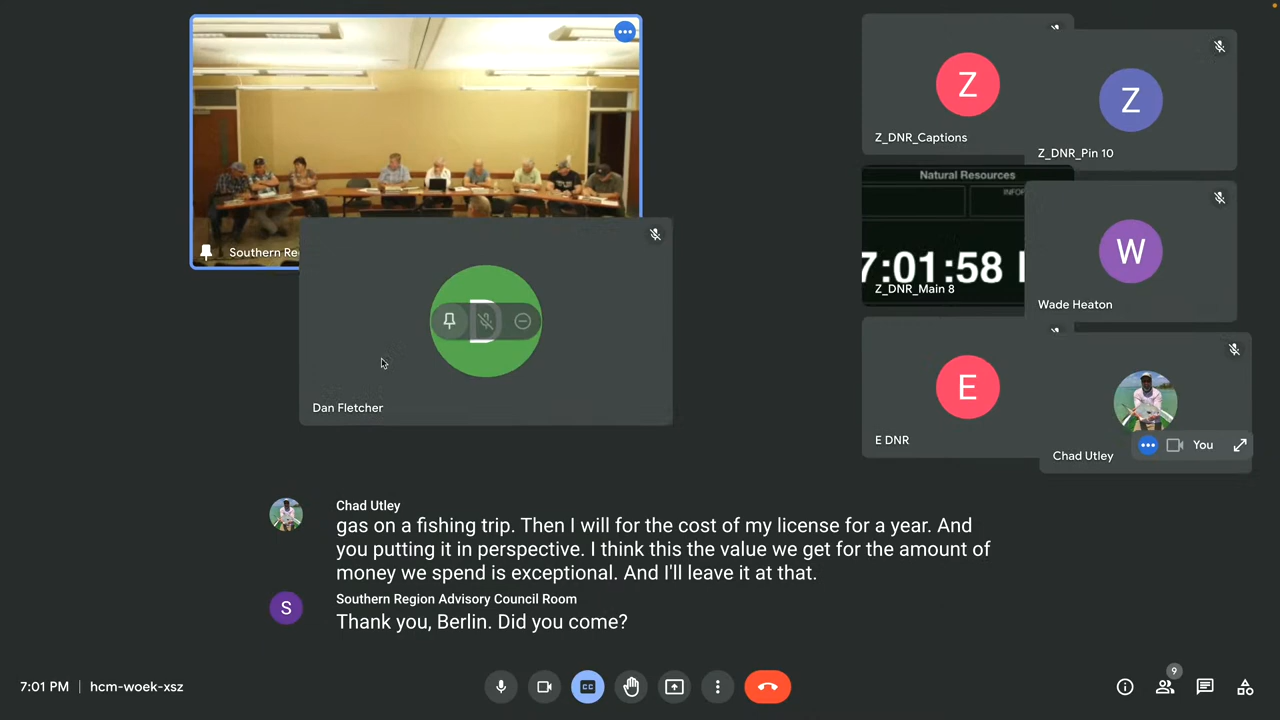 Southern Re
D
Dan Fletcher
Z
Z_DNR_Captions
Z
Z_DNR_Pin 10
Natural Resources
INFOR
7:01:58
Z_DNR_Main 8
W
Wade Heaton
E
E DNR
Chad Utley
You
Chad Utley
gas on a fishing trip. Then I will for the cost of my license for a year. And
you putting it in perspective. I think this the value we get for the amount of
money we spend is exceptional. And I'll leave it at that.
S
Southern Region Advisory Council Room
Thank you, Berlin. Did you come?
7:01 PM | hcm-woek-xsz
CC
9